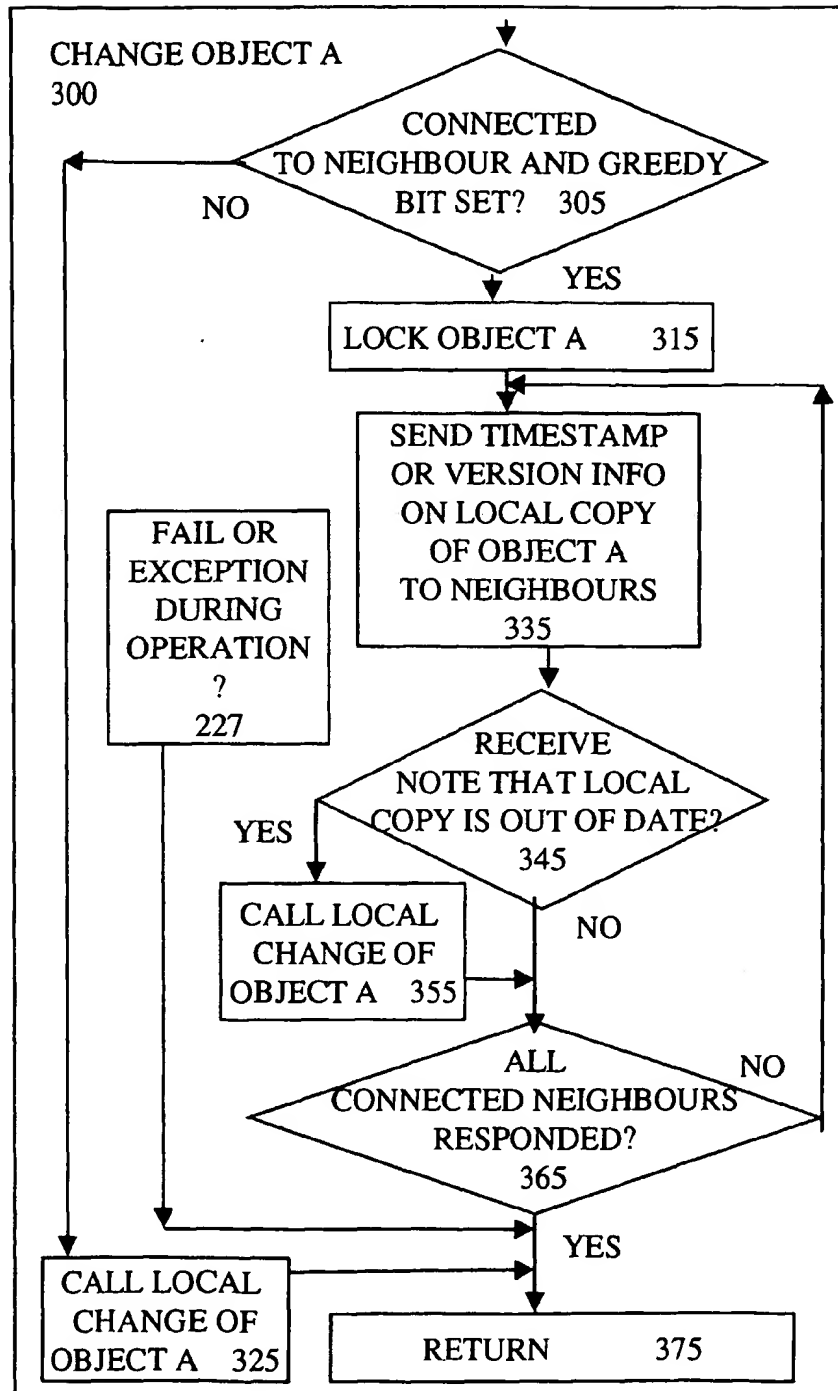 CHANGE OBJECT A
300
CONNECTED
TO NEIGHBOUR AND GREEDY
BIT SET? 305
NO
YES
LOCK OBJECT A 315
SEND TIMESTAMP
OR VERSION INFO
ON LOCAL COPY
OF OBJECT A
TO NEIGHBOURS
335
FAIL OR
EXCEPTION
DURING
OPERATION
?
227
RECEIVE
NOTE THAT LOCAL
COPY IS OUT OF DATE?
345
YES
NO
CALL LOCAL
CHANGE OF
OBJECT A 355
ALL
CONNECTED NEIGHBOURS
RESPONDED?
365
NO
YES
CALL LOCAL
CHANGE OF
OBJECT A 325
RETURN 375